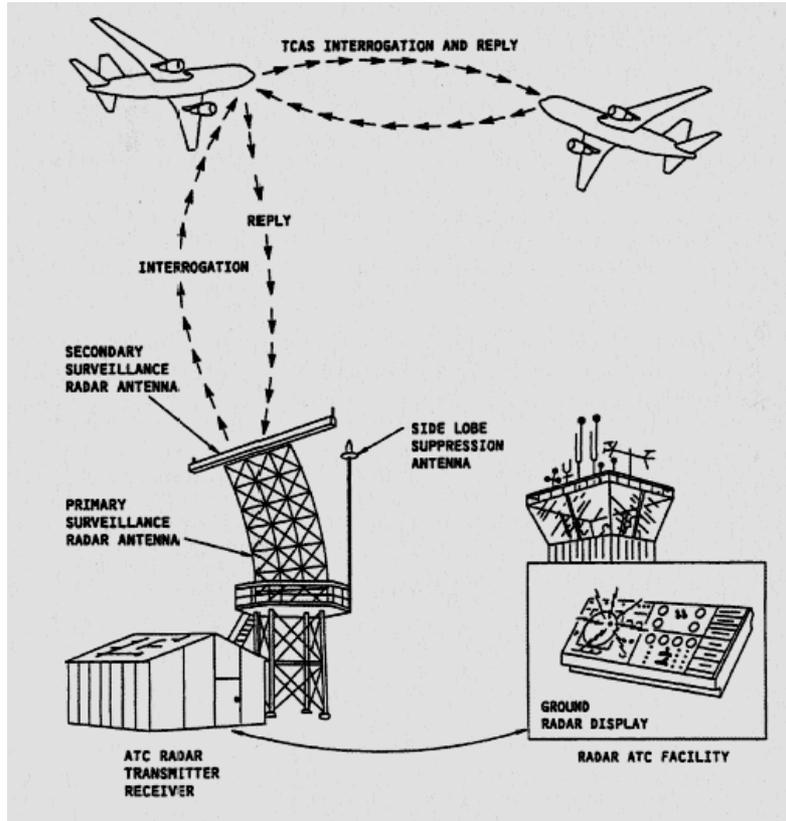 TCAS INTERROGATION AND REPLY
REPLY
INTERROGATION
SECONDARY
SURVEILLANCE
RADAR ANTENNA
SIDE LOBE
SUPPRESSION
ANTENNA
PRIMARY
SURVEILLANCE
RADAR ANTENNA
GROUND
RADAR DISPLAY
ATC RADAR
TRANSMITTER
RECEIVER
RADAR ATC FACILITY